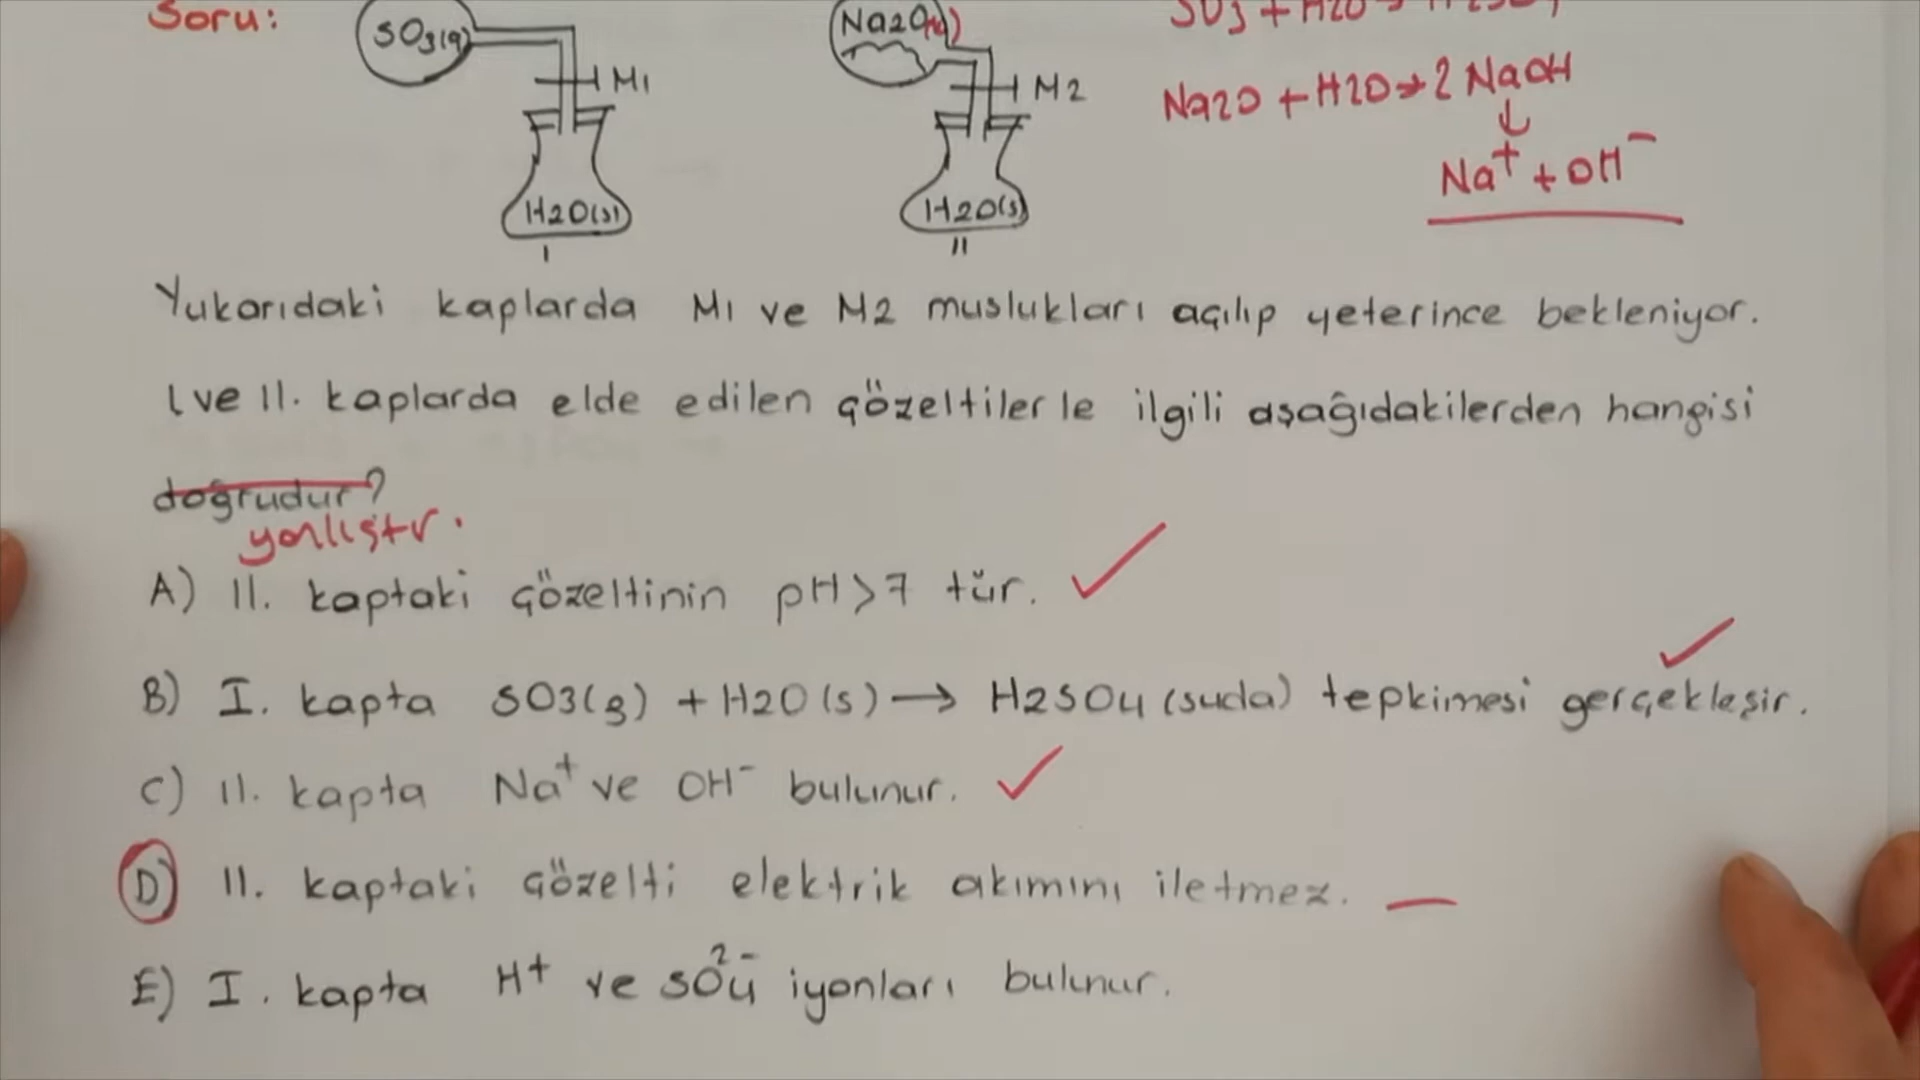 Soru:
SO3(g)
Na2O(k)
SO3 + H2O → H2SO4
M1
M2
Na2O + H2O → 2 NaOH
↓
Na+ + OH-
H2O(s)
H2O(s)
I
II
Yukarıdaki kaplarda M1 ve M2 muslukları açılıp yeterince bekleniyor.
I ve II. kaplarda elde edilen çözeltilerle ilgili aşağıdakilerden hangisi
doğrudur?
yanlıştır.
A) II. kaptaki çözeltinin pH>7 tür.
B) I. kapta SO3(g) + H2O(s) → H2SO4 (suda) tepkimesi gerçekleşir.
C) II. kapta Na+ ve OH- bulunur.
D) II. kaptaki çözelti elektrik akımını iletmez.
E) I. kapta H+ ve SO4 2- iyonları bulunur.